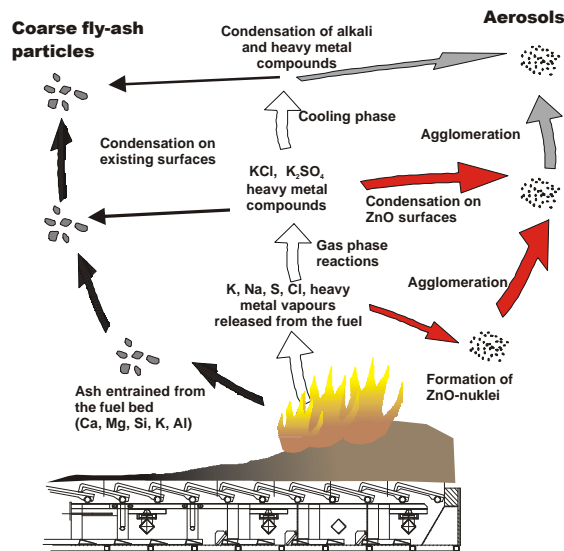 Coarse fly-ash
particles
Condensation of alkali
and heavy metal
compounds
Aerosols
Cooling phase
Condensation on
existing surfaces
Agglomeration
KCl, K₂SO₄
heavy metal
compounds
Condensation on
ZnO surfaces
Gas phase
reactions
K, Na, S, Cl, heavy
metal vapours
released from the fuel
Agglomeration
Formation of
ZnO-nuklei
Ash entrained from
the fuel bed
(Ca, Mg, Si, K, Al)